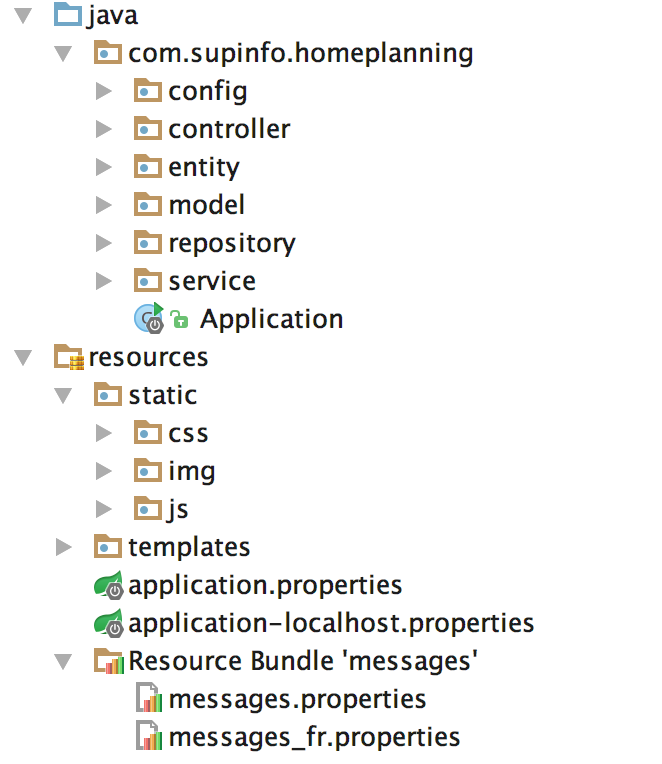 java
com.supinfo.homeplanning
config
controller
entity
model
repository
service
Application
resources
static
css
img
js
templates
application.properties
application-localhost.properties
Resource Bundle 'messages'
messages.properties
messages_fr.properties